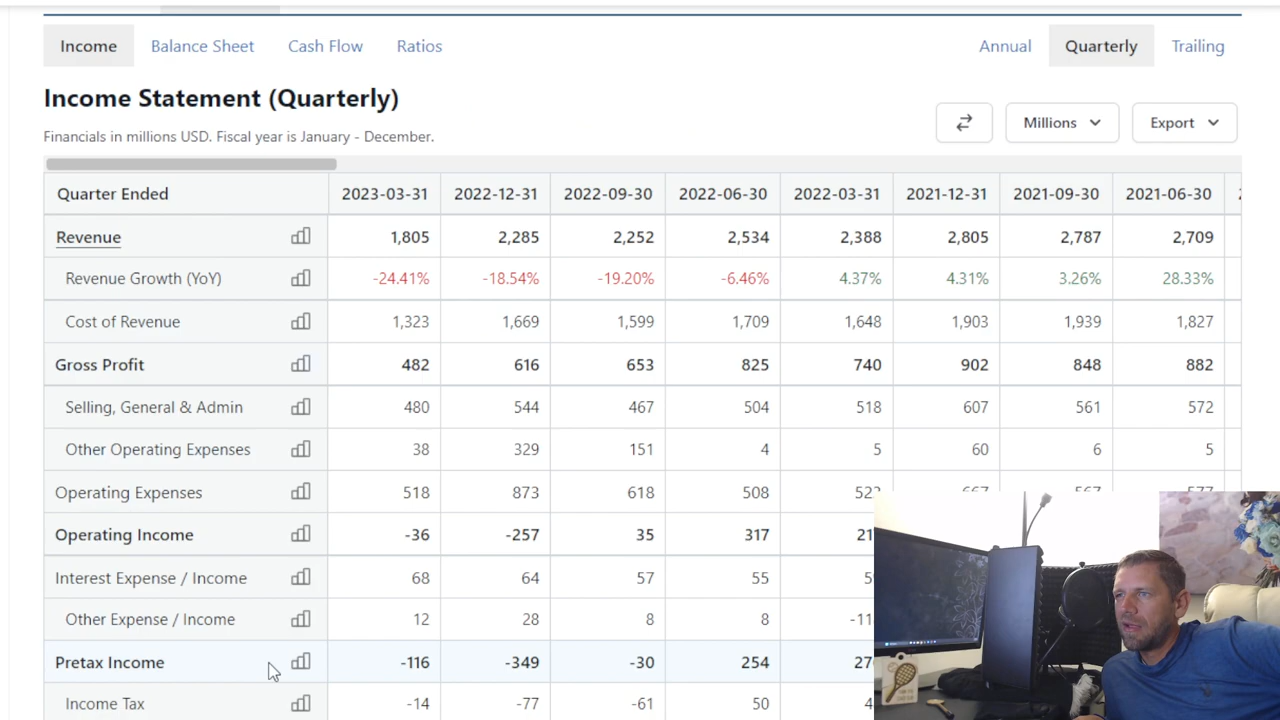 Income Balance Sheet Cash Flow Ratios Annual Quarterly Trailing
Income Statement (Quarterly)
Financials in millions USD. Fiscal year is January - December.
Millions Export
Quarter Ended 2023-03-31 2022-12-31 2022-09-30 2022-06-30 2022-03-31 2021-12-31 2021-09-30 2021-06-30
Revenue 1,805 2,285 2,252 2,534 2,388 2,805 2,787 2,709
Revenue Growth (YoY) -24.41% -18.54% -19.20% -6.46% 4.37% 4.31% 3.26% 28.33%
Cost of Revenue 1,323 1,669 1,599 1,709 1,648 1,903 1,939 1,827
Gross Profit 482 616 653 825 740 902 848 882
Selling, General & Admin 480 544 467 504 518 607 561 572
Other Operating Expenses 38 329 151 4 5 60 6 5
Operating Expenses 518 873 618 508
Operating Income -36 -257 35 317
Interest Expense / Income 68 64 57 55
Other Expense / Income 12 28 8 8
Pretax Income -116 -349 -30 254
Income Tax -14 -77 -61 50